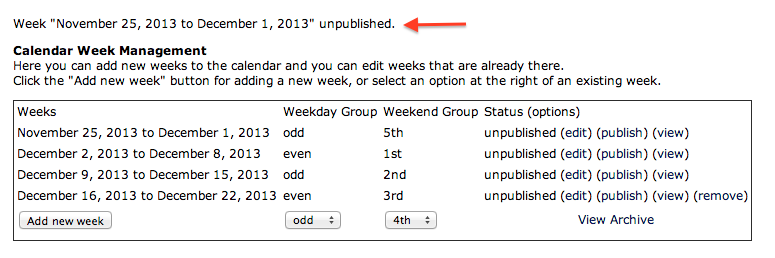 Week "November 25, 2013 to December 1, 2013" unpublished.
Calendar Week Management
Here you can add new weeks to the calendar and you can edit weeks that are already there.
Click the "Add new week" button for adding a new week, or select an option at the right of an existing week.
Weeks Weekday Group Weekend Group Status (options)
November 25, 2013 to December 1, 2013 odd 5th unpublished (edit) (publish) (view)
December 2, 2013 to December 8, 2013 even 1st unpublished (edit) (publish) (view)
December 9, 2013 to December 15, 2013 odd 2nd unpublished (edit) (publish) (view)
December 16, 2013 to December 22, 2013 even 3rd unpublished (edit) (publish) (view) (remove)
Add new week odd 4th View Archive